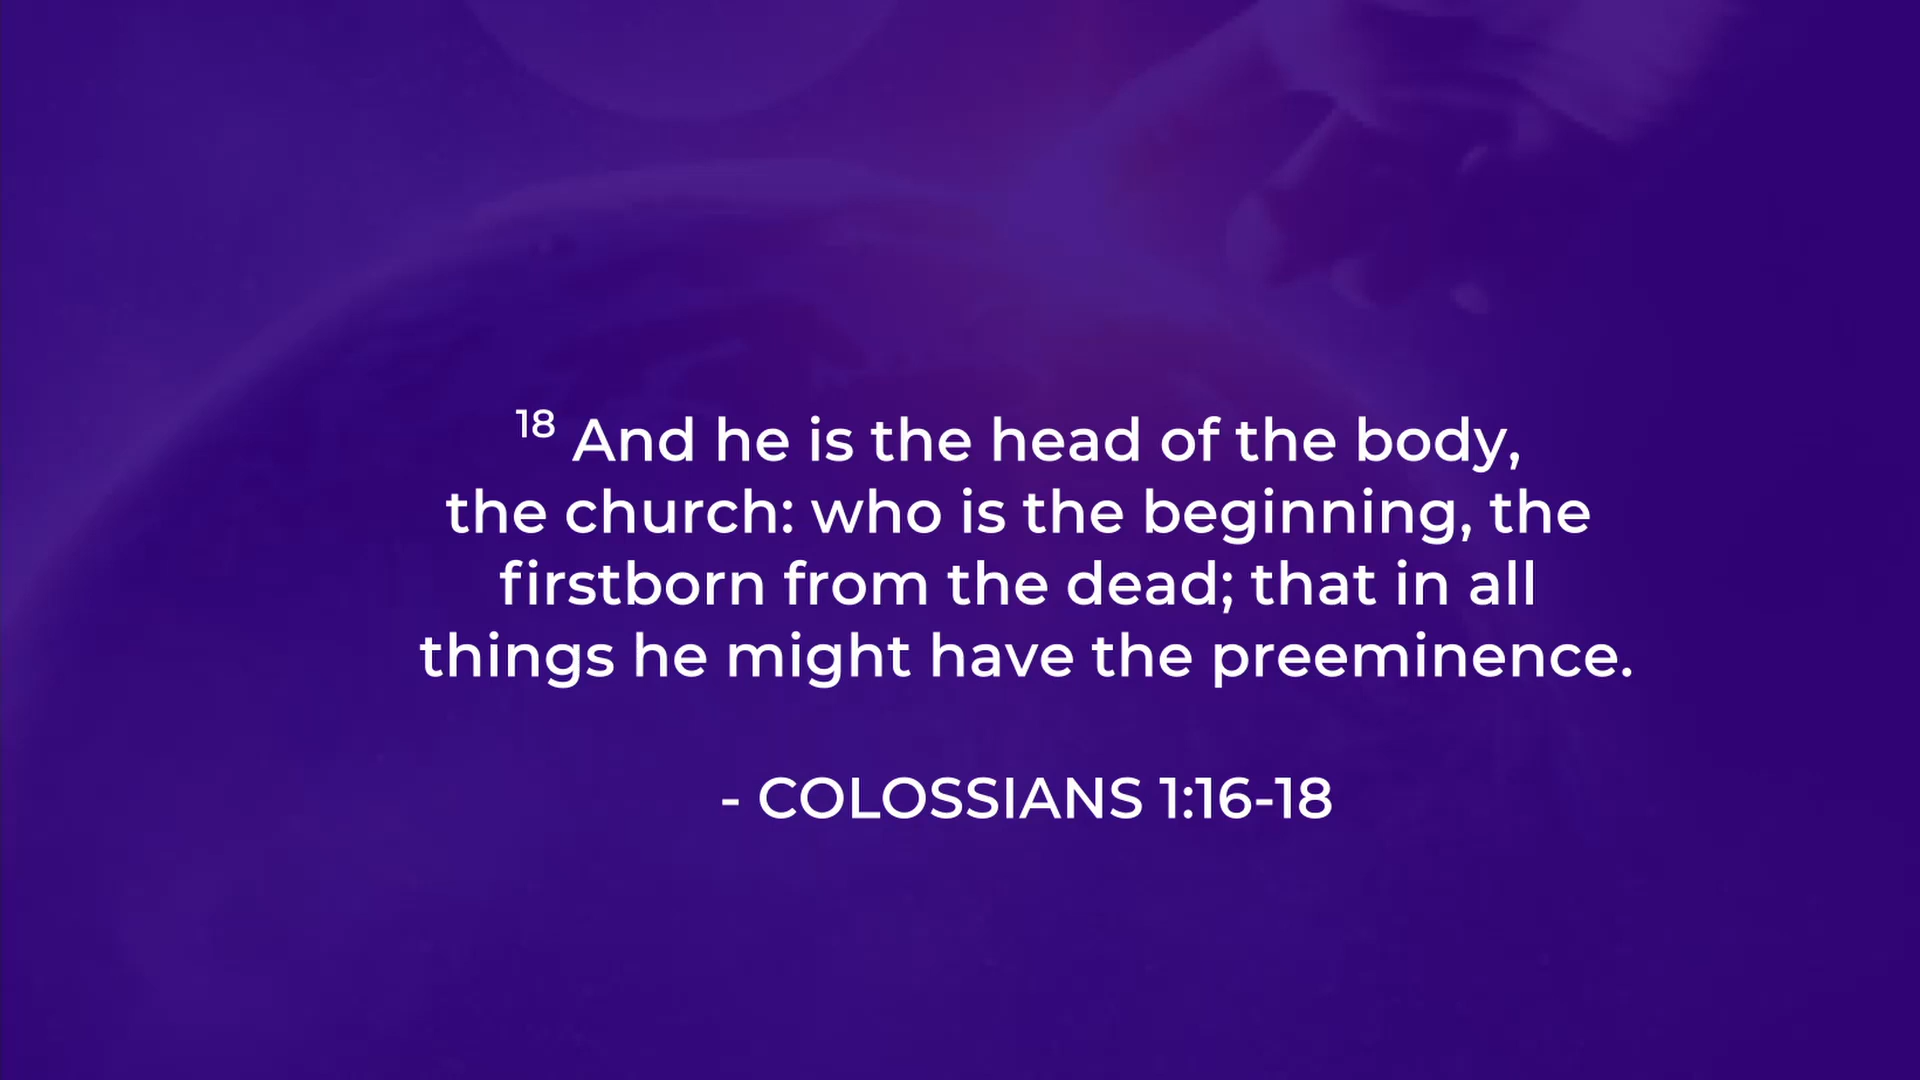 18 And he is the head of the body,
the church: who is the beginning, the
firstborn from the dead; that in all
things he might have the preeminence.
- COLOSSIANS 1:16-18